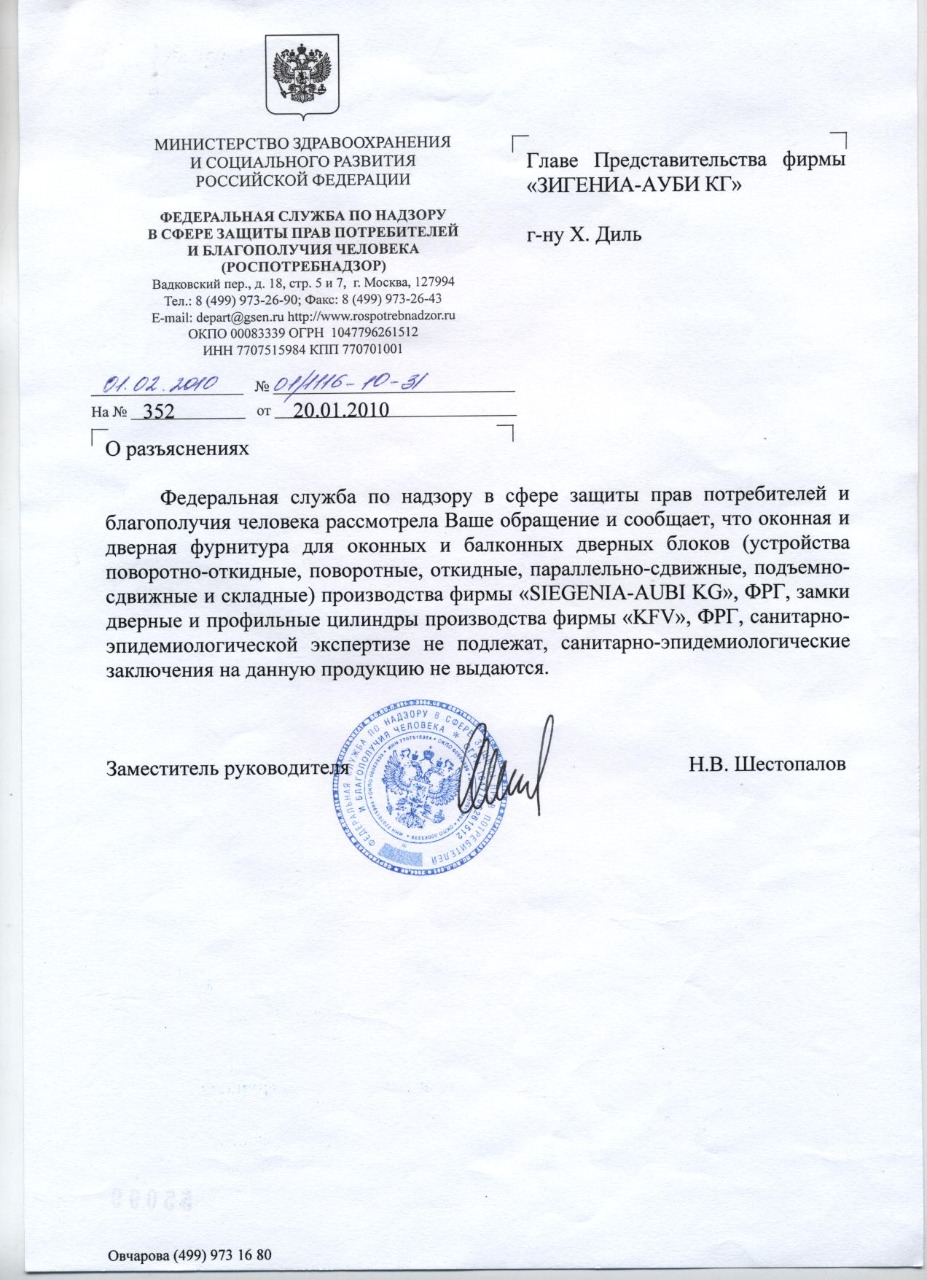 МИНИСТЕРСТВО ЗДРАВООХРАНЕНИЯ
И СОЦИАЛЬНОГО РАЗВИТИЯ
РОССИЙСКОЙ ФЕДЕРАЦИИ
ФЕДЕРАЛЬНАЯ СЛУЖБА ПО НАДЗОРУ
В СФЕРЕ ЗАЩИТЫ ПРАВ ПОТРЕБИТЕЛЕЙ
И БЛАГОПОЛУЧИЯ ЧЕЛОВЕКА
(РОСПОТРЕБНАДЗОР)
Вадковский пер., д. 18, стр. 5 и 7, г. Москва, 127994
Тел.: 8 (499) 973-26-90; Факс: 8 (499) 973-26-43
E-mail: depart@gsen.ru http://www.rospotrebnadzor.ru
ОКПО 00083339 ОГРН 1047796261512
ИНН 7707515984 КПП 770701001
01.02.2010 № 01/1116-10-31
На № 352 от 20.01.2010
Главе Представительства фирмы
«ЗИГЕНИА-АУБИ КГ»
г-ну Х. Диль
О разъяснениях
Федеральная служба по надзору в сфере защиты прав потребителей и
благополучия человека рассмотрела Ваше обращение и сообщает, что оконная и
дверная фурнитура для оконных и балконных дверных блоков (устройства
поворотно-откидные, поворотные, откидные, параллельно-сдвижные, подъемно-
сдвижные и складные) производства фирмы «SIEGENIA-AUBI KG», ФРГ, замки
дверные и профильные цилиндры производства фирмы «KFV», ФРГ, санитарно-
эпидемиологической экспертизе не подлежат, санитарно-эпидемиологические
заключения на данную продукцию не выдаются.
Заместитель руководителя
Н.В. Шестопалов
ФЕДЕРАЛЬНАЯ СЛУЖБА ПО НАДЗОРУ В СФЕРЕ ПОТРЕБИТЕЛЕЙ
И БЛАГОПОЛУЧИЯ ЧЕЛОВЕКА
Овчарова (499) 973 16 80